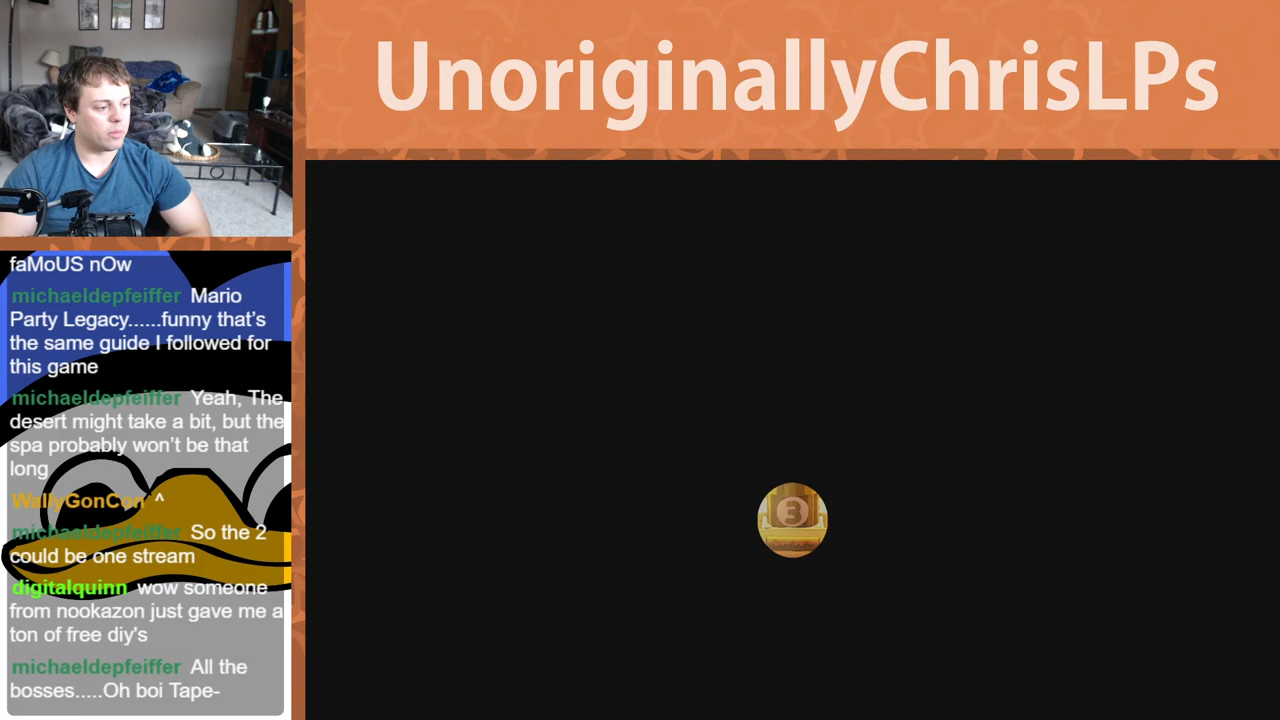 UnoriginallyChrisLPs
faMoUS nOw
michaeldepfeiffer Mario
Party Legacy......funny that’s
the same guide I followed for
this game
michaeldepfeiffer Yeah, The
desert might take a bit, but the
spa probably won’t be that
long
WallyGonCon ^
michaeldepfeiffer So the 2
could be one stream
digitalquinn wow someone
from nookazon just gave me a
ton of free diy's
michaeldepfeiffer All the
bosses.....Oh boi Tape-
3